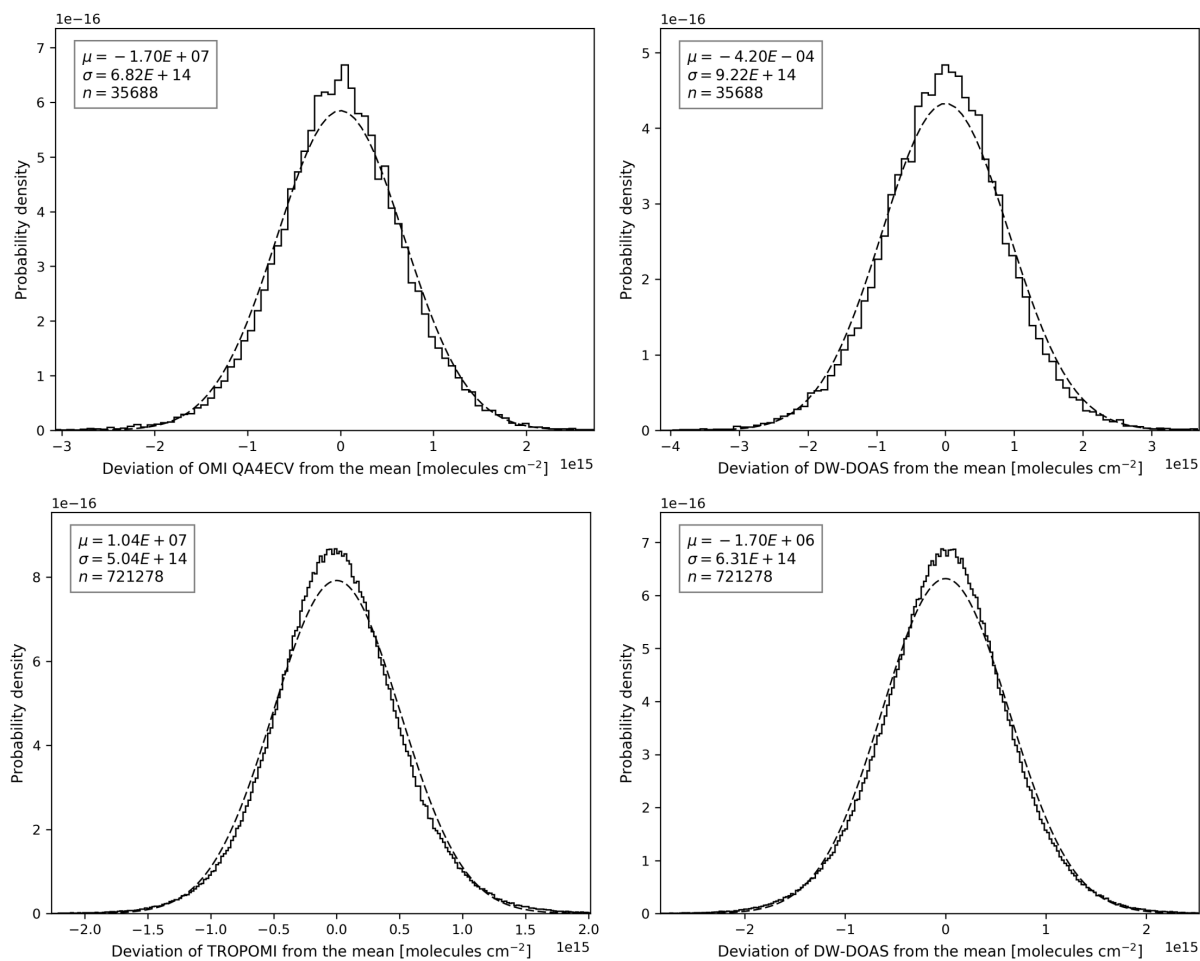 1e−16
μ = −1.70E + 07
σ = 6.82E + 14
n = 35688
Probability density
7
6
5
4
3
2
1
0
−3 −2 −1 0 1 2
Deviation of OMI QA4ECV from the mean [molecules cm⁻²] 1e15
1e−16
μ = −4.20E − 04
σ = 9.22E + 14
n = 35688
Probability density
5
4
3
2
1
0
−4 −3 −2 −1 0 1 2 3
Deviation of DW-DOAS from the mean [molecules cm⁻²] 1e15
1e−16
μ = 1.04E + 07
σ = 5.04E + 14
n = 721278
Probability density
8
6
4
2
0
−2.0 −1.5 −1.0 −0.5 0.0 0.5 1.0 1.5 2.0
Deviation of TROPOMI from the mean [molecules cm⁻²] 1e15
1e−16
μ = −1.70E + 06
σ = 6.31E + 14
n = 721278
Probability density
7
6
5
4
3
2
1
0
−2 −1 0 1 2
Deviation of DW-DOAS from the mean [molecules cm⁻²] 1e15